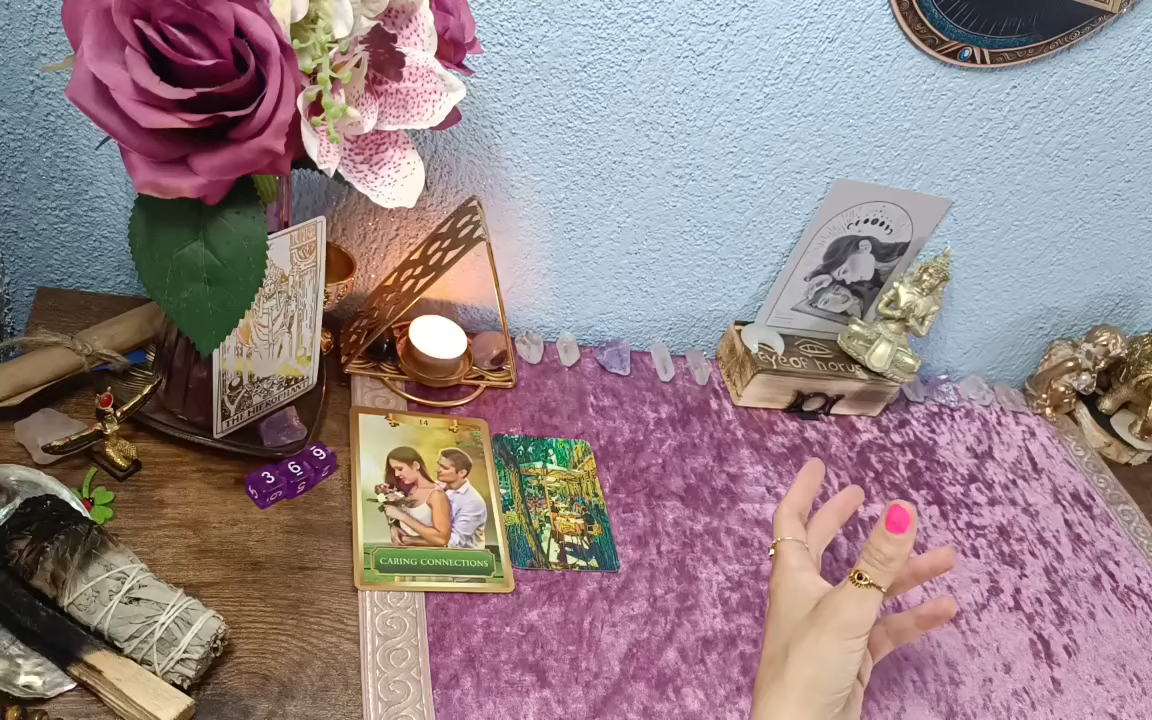 THE HIEROPHANT
3 6 9
14
CARING CONNECTIONS
EYE OF HORUS